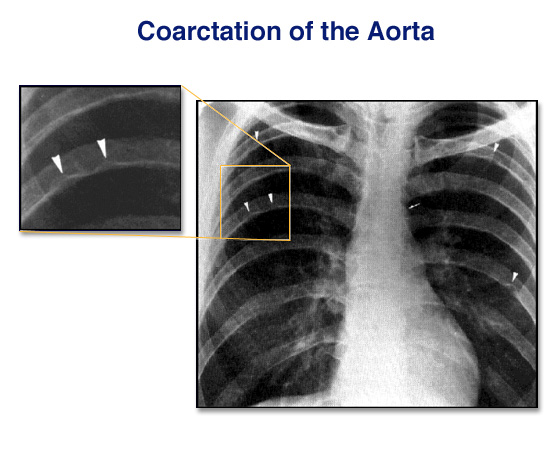 Coarctation of the Aorta